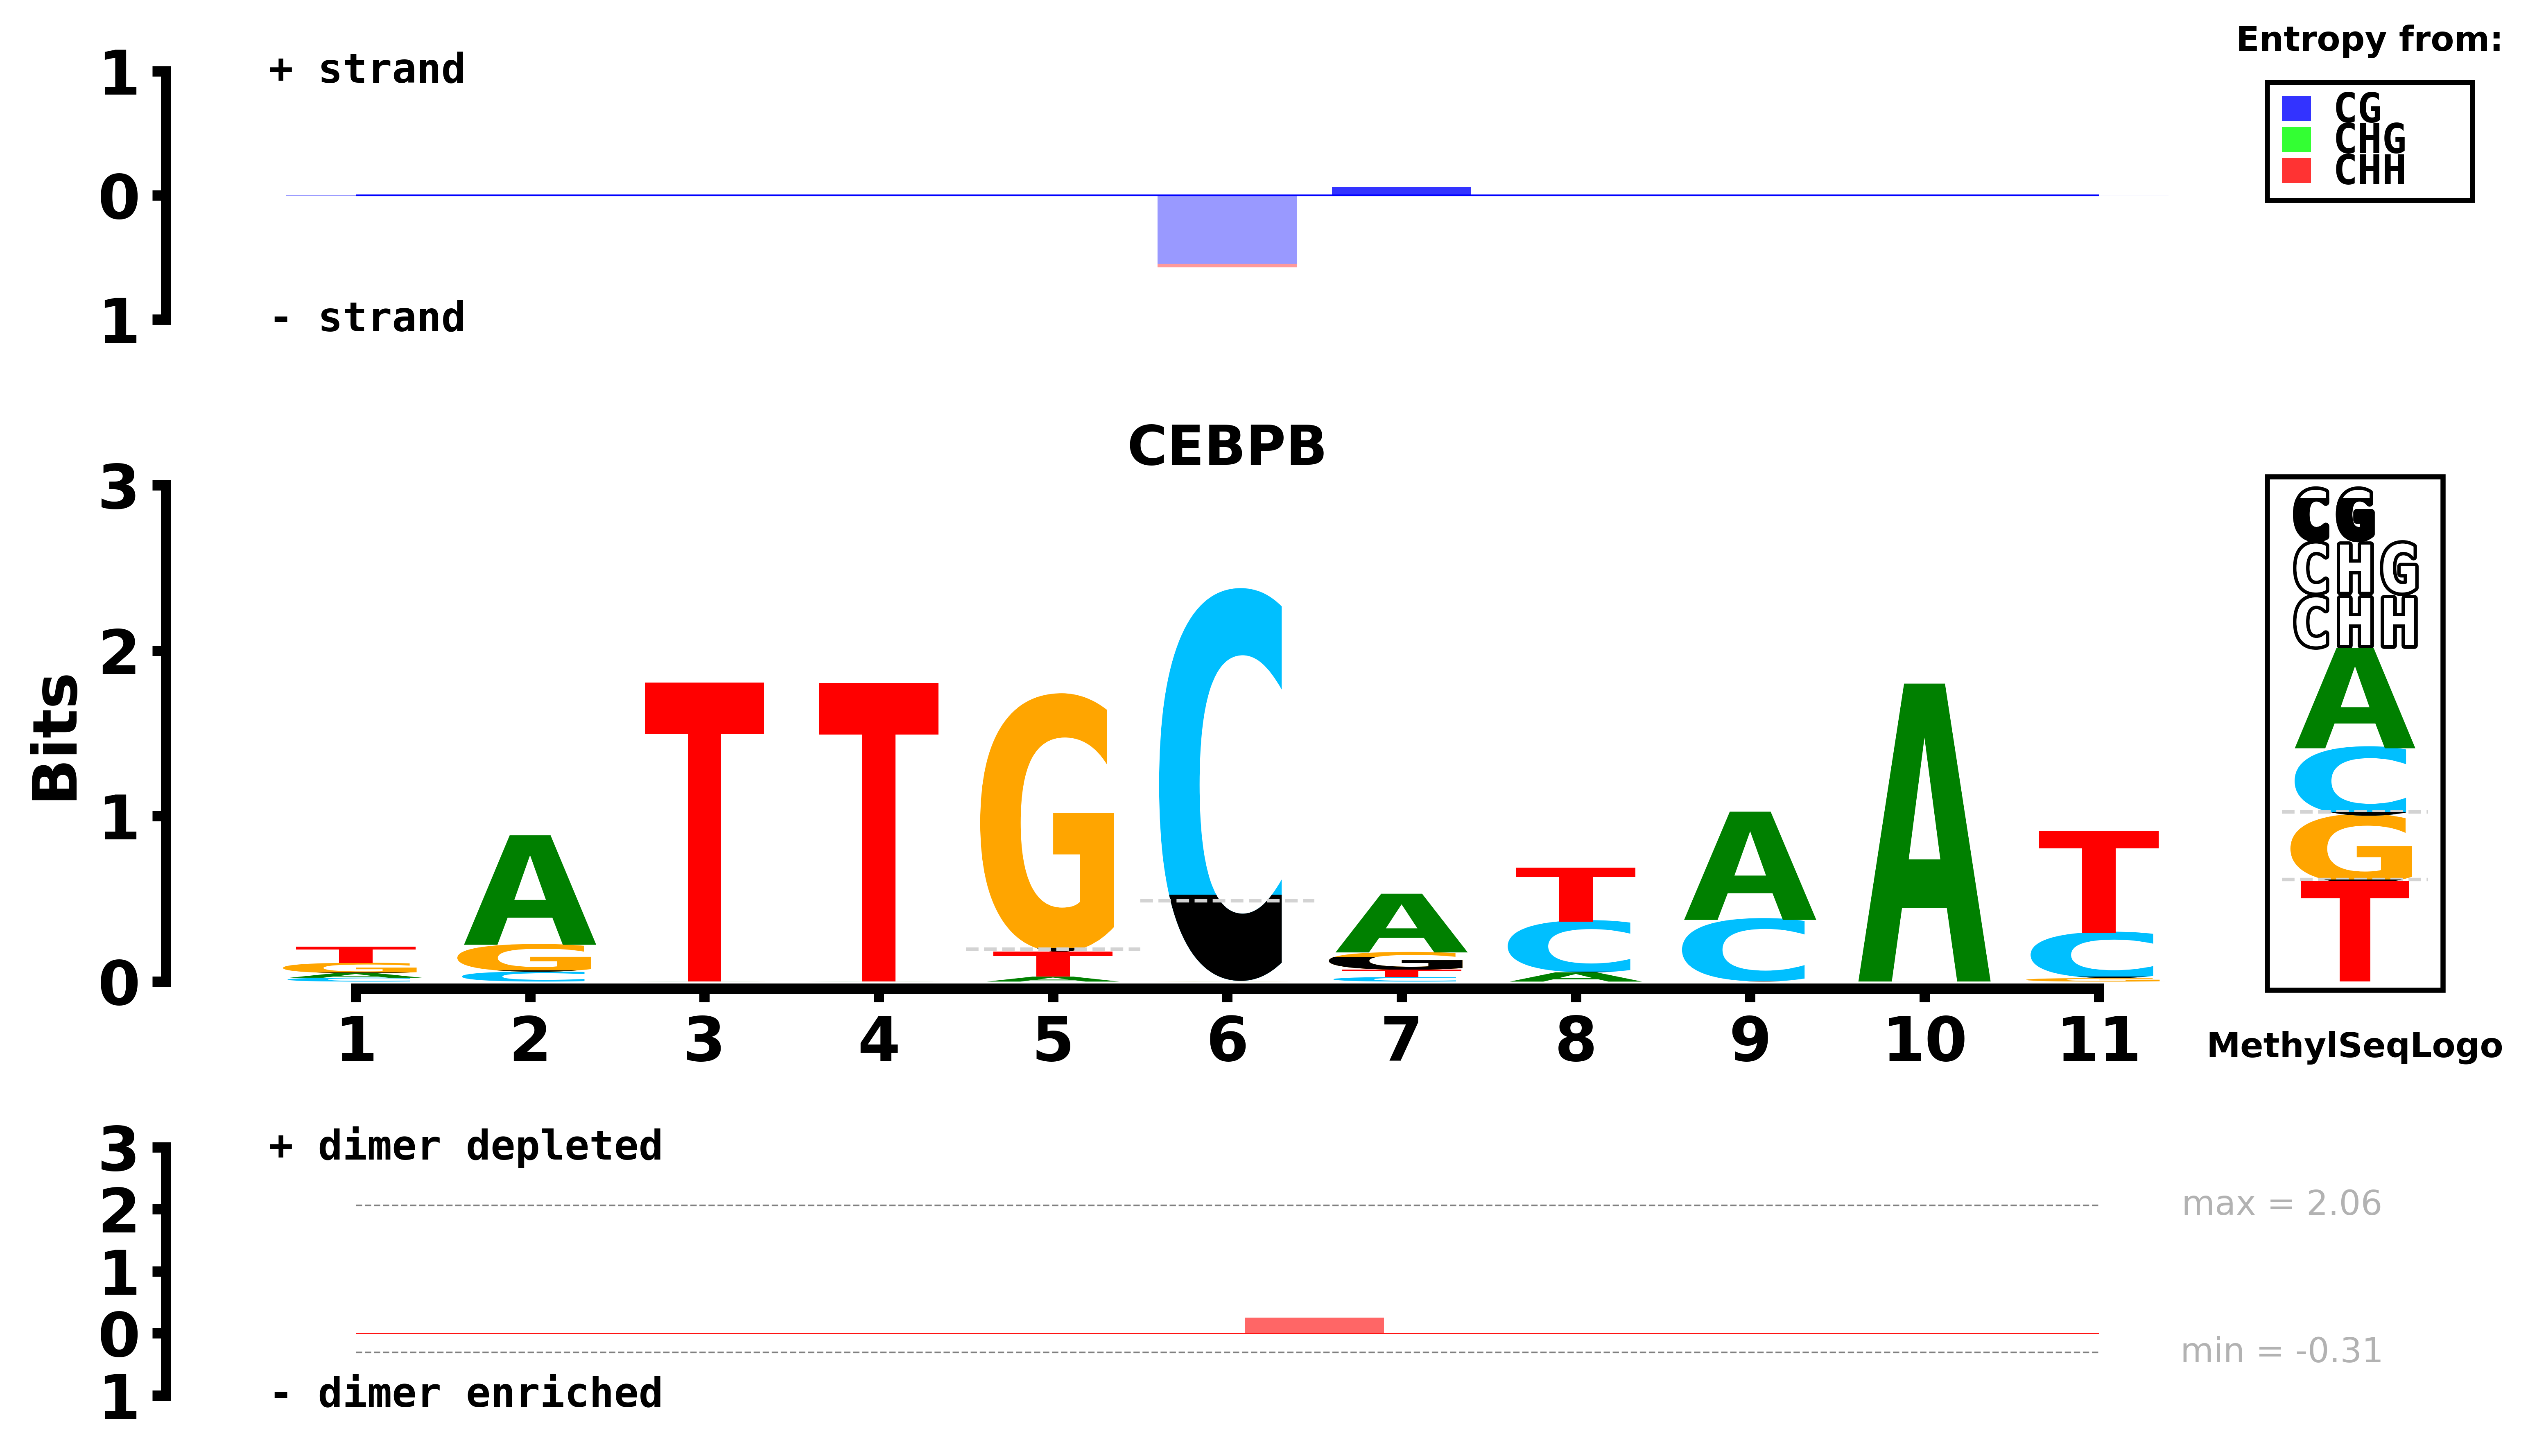 Entropy from:
1
+ strand
CG
CHG
CHH
0
1
- strand
CEBPB
3
2
1
0
Bits
T
G
A
C
A
G
C
T
T
G
T
A
C
A
G
T
C
T
C
A
A
C
A
T
C
G
CG
CHG
CHH
A
C
G
T
1 2 3 4 5 6 7 8 9 10 11
MethylSeqLogo
3
+ dimer depleted
2
max = 2.06
1
0
min = -0.31
1
- dimer enriched